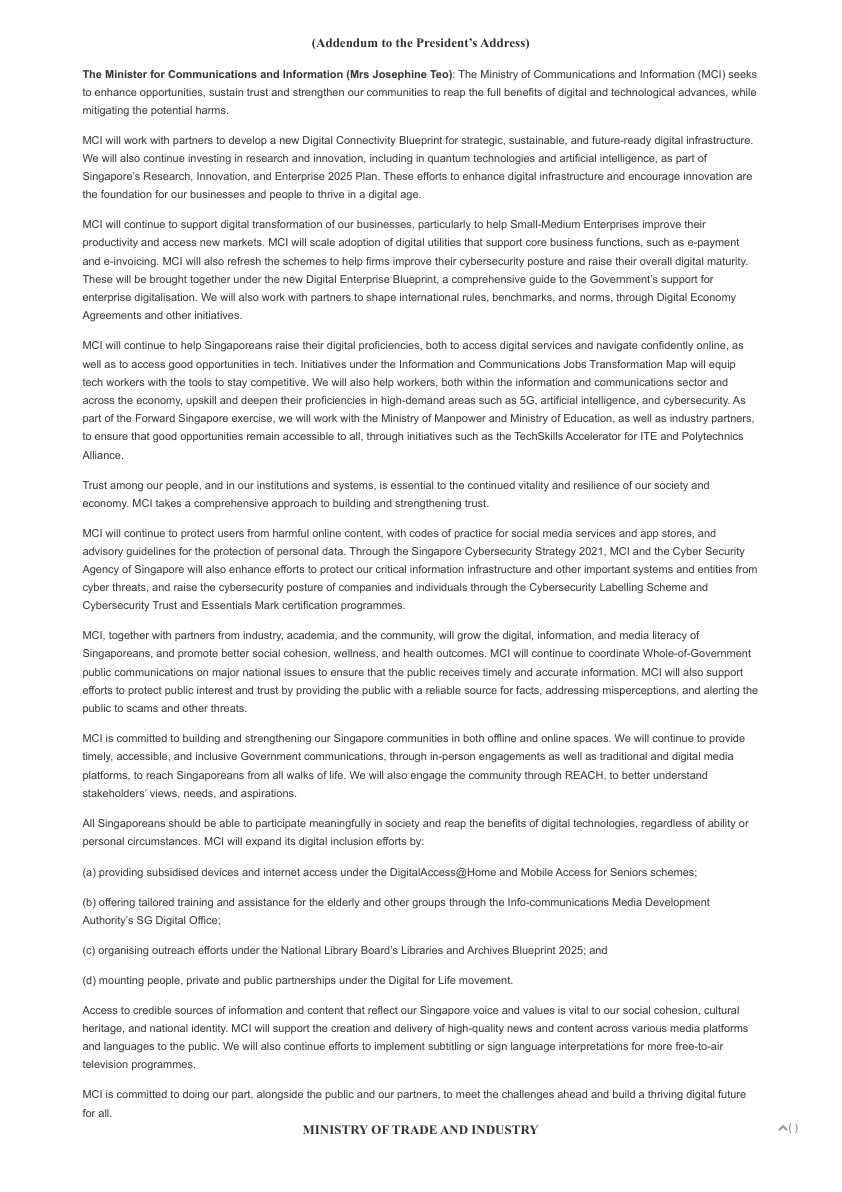 (Addendum to the President’s Address)
The Minister for Communications and Information (Mrs Josephine Teo): The Ministry of Communications and Information (MCI) seeks
to enhance opportunities, sustain trust and strengthen our communities to reap the full benefits of digital and technological advances, while
mitigating the potential harms.
MCI will work with partners to develop a new Digital Connectivity Blueprint for strategic, sustainable, and future-ready digital infrastructure.
We will also continue investing in research and innovation, including in quantum technologies and artificial intelligence, as part of
Singapore’s Research, Innovation, and Enterprise 2025 Plan. These efforts to enhance digital infrastructure and encourage innovation are
the foundation for our businesses and people to thrive in a digital age.
MCI will continue to support digital transformation of our businesses, particularly to help Small-Medium Enterprises improve their
productivity and access new markets. MCI will scale adoption of digital utilities that support core business functions, such as e-payment
and e-invoicing. MCI will also refresh the schemes to help firms improve their cybersecurity posture and raise their overall digital maturity.
These will be brought together under the new Digital Enterprise Blueprint, a comprehensive guide to the Government’s support for
enterprise digitalisation. We will also work with partners to shape international rules, benchmarks, and norms, through Digital Economy
Agreements and other initiatives.
MCI will continue to help Singaporeans raise their digital proficiencies, both to access digital services and navigate confidently online, as
well as to access good opportunities in tech. Initiatives under the Information and Communications Jobs Transformation Map will equip
tech workers with the tools to stay competitive. We will also help workers, both within the information and communications sector and
across the economy, upskill and deepen their proficiencies in high-demand areas such as 5G, artificial intelligence, and cybersecurity. As
part of the Forward Singapore exercise, we will work with the Ministry of Manpower and Ministry of Education, as well as industry partners,
to ensure that good opportunities remain accessible to all, through initiatives such as the TechSkills Accelerator for ITE and Polytechnics
Alliance.
Trust among our people, and in our institutions and systems, is essential to the continued vitality and resilience of our society and
economy. MCI takes a comprehensive approach to building and strengthening trust.
MCI will continue to protect users from harmful online content, with codes of practice for social media services and app stores, and
advisory guidelines for the protection of personal data. Through the Singapore Cybersecurity Strategy 2021, MCI and the Cyber Security
Agency of Singapore will also enhance efforts to protect our critical information infrastructure and other important systems and entities from
cyber threats, and raise the cybersecurity posture of companies and individuals through the Cybersecurity Labelling Scheme and
Cybersecurity Trust and Essentials Mark certification programmes.
MCI, together with partners from industry, academia, and the community, will grow the digital, information, and media literacy of
Singaporeans, and promote better social cohesion, wellness, and health outcomes. MCI will continue to coordinate Whole-of-Government
public communications on major national issues to ensure that the public receives timely and accurate information. MCI will also support
efforts to protect public interest and trust by providing the public with a reliable source for facts, addressing misperceptions, and alerting the
public to scams and other threats.
MCI is committed to building and strengthening our Singapore communities in both offline and online spaces. We will continue to provide
timely, accessible, and inclusive Government communications, through in-person engagements as well as traditional and digital media
platforms, to reach Singaporeans from all walks of life. We will also engage the community through REACH, to better understand
stakeholders’ views, needs, and aspirations.
All Singaporeans should be able to participate meaningfully in society and reap the benefits of digital technologies, regardless of ability or
personal circumstances. MCI will expand its digital inclusion efforts by:
(a) providing subsidised devices and internet access under the DigitalAccess@Home and Mobile Access for Seniors schemes;
(b) offering tailored training and assistance for the elderly and other groups through the Info-communications Media Development
Authority’s SG Digital Office;
(c) organising outreach efforts under the National Library Board’s Libraries and Archives Blueprint 2025; and
(d) mounting people, private and public partnerships under the Digital for Life movement.
Access to credible sources of information and content that reflect our Singapore voice and values is vital to our social cohesion, cultural
heritage, and national identity. MCI will support the creation and delivery of high-quality news and content across various media platforms
and languages to the public. We will also continue efforts to implement subtitling or sign language interpretations for more free-to-air
television programmes.
MCI is committed to doing our part, alongside the public and our partners, to meet the challenges ahead and build a thriving digital future
for all.
MINISTRY OF TRADE AND INDUSTRY
( )